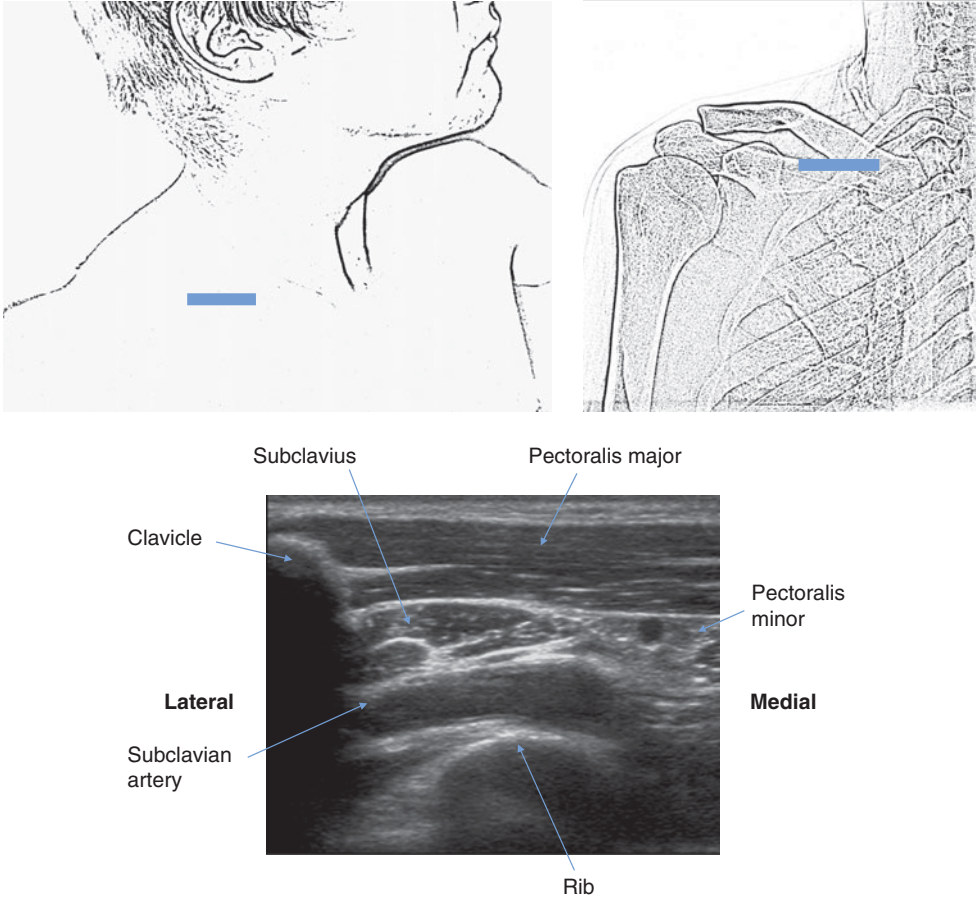 Subclavius
Pectoralis major
Clavicle
Pectoralis
minor
Lateral
Medial
Subclavian
artery
Rib